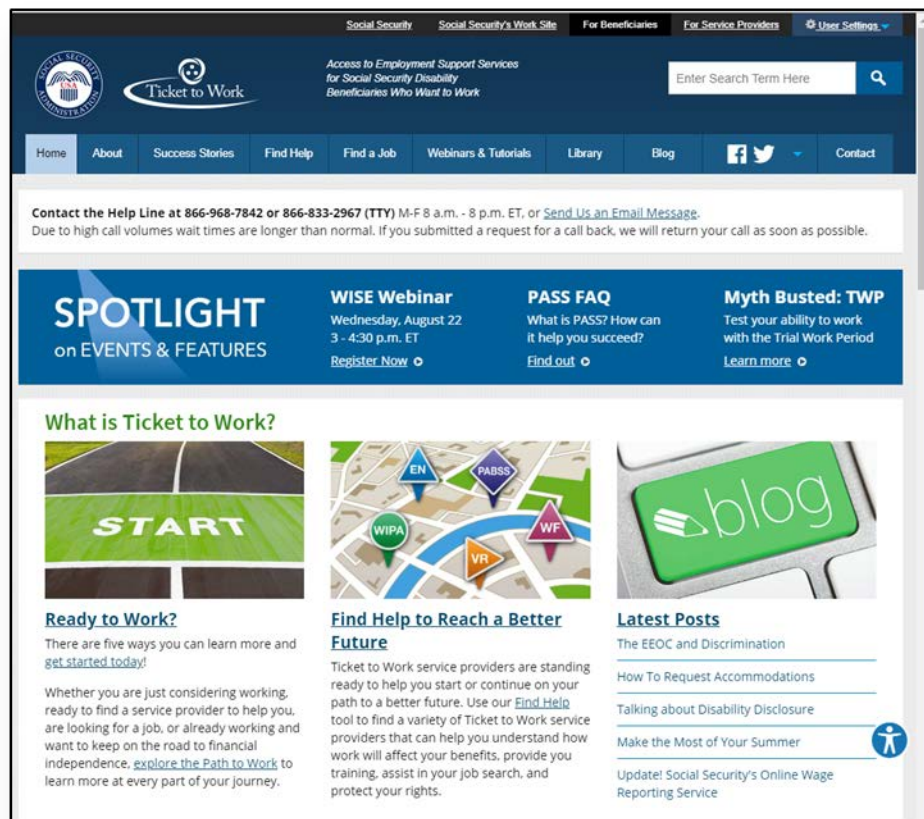 Social Security Social Security's Work Site For Beneficiaries For Service Providers User Settings
SOCIAL SECURITY ADMINISTRATION
USA
Ticket to Work
Access to Employment Support Services
for Social Security Disability
Beneficiaries Who Want to Work
Enter Search Term Here
Home About Success Stories Find Help Find a Job Webinars & Tutorials Library Blog Contact
Contact the Help Line at 866-968-7842 or 866-833-2967 (TTY) M-F 8 a.m. - 8 p.m. ET, or Send Us an Email Message.
Due to high call volumes wait times are longer than normal. If you submitted a request for a call back, we will return your call as soon as possible.
SPOTLIGHT
on EVENTS & FEATURES
WISE Webinar
Wednesday, August 22
3 - 4:30 p.m. ET
Register Now
PASS FAQ
What is PASS? How can
it help you succeed?
Find out
Myth Busted: TWP
Test your ability to work
with the Trial Work Period
Learn more
What is Ticket to Work?
START
Ready to Work?
There are five ways you can learn more and
get started today!
Whether you are just considering working,
ready to find a service provider to help you,
are looking for a job, or already working and
want to keep on the road to financial
independence, explore the Path to Work to
learn more at every part of your journey.
EN
PABSS
WIPA
WF
VR
Find Help to Reach a Better
Future
Ticket to Work service providers are standing
ready to help you start or continue on your
path to a better future. Use our Find Help
tool to find a variety of Ticket to Work service
providers that can help you understand how
work will affect your benefits, provide you
training, assist in your job search, and
protect your rights.
blog
Latest Posts
The EEOC and Discrimination
How To Request Accommodations
Talking about Disability Disclosure
Make the Most of Your Summer
Update! Social Security's Online Wage
Reporting Service